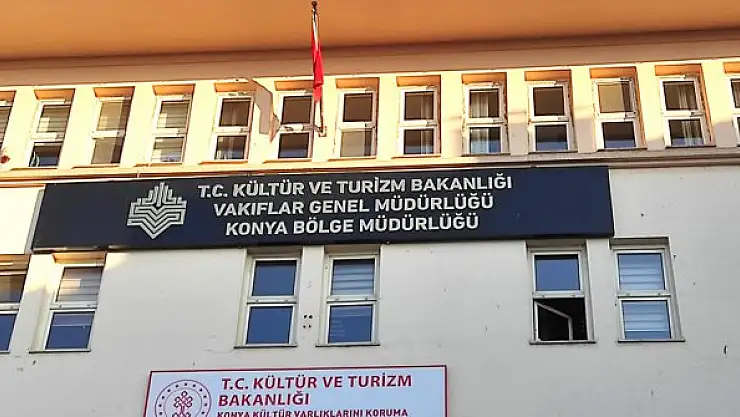 T.C. KÜLTÜR VE TURİZM BAKANLIĞI
VAKIFLAR GENEL MÜDÜRLÜĞÜ
KONYA BÖLGE MÜDÜRLÜĞÜ
T.C. KÜLTÜR VE TURİZM
BAKANLIĞI
KONYA KÜLTÜR VARLIKLARINI KORUMA